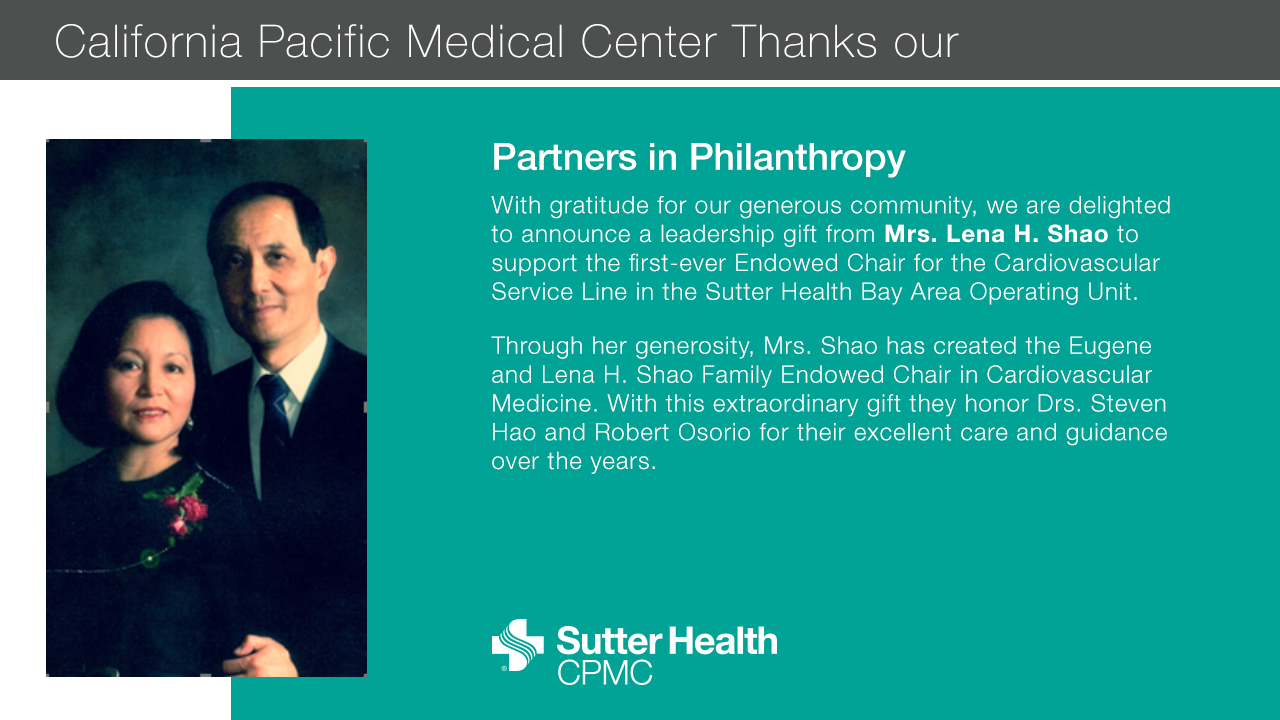 California Pacific Medical Center Thanks our
Partners in Philanthropy
With gratitude for our generous community, we are delighted
to announce a leadership gift from Mrs. Lena H. Shao to
support the first-ever Endowed Chair for the Cardiovascular
Service Line in the Sutter Health Bay Area Operating Unit.
Through her generosity, Mrs. Shao has created the Eugene
and Lena H. Shao Family Endowed Chair in Cardiovascular
Medicine. With this extraordinary gift they honor Drs. Steven
Hao and Robert Osorio for their excellent care and guidance
over the years.
® Sutter Health
CPMC